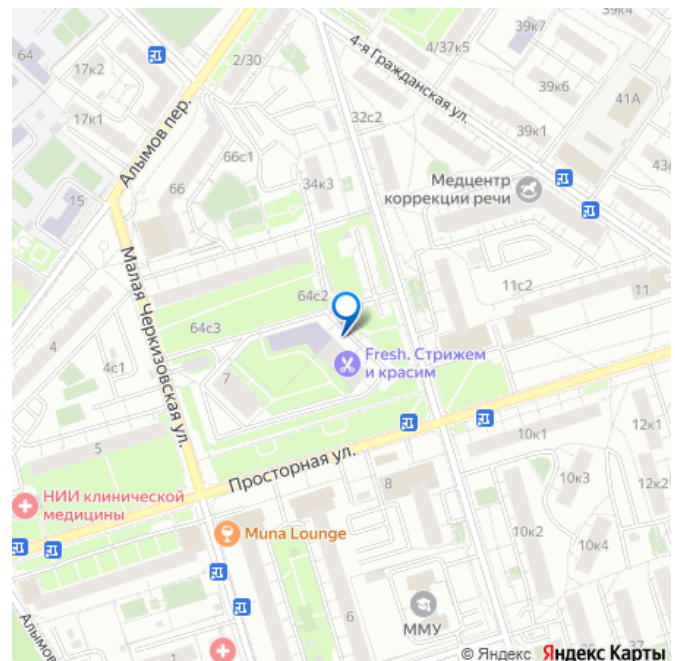 39к4
39к7
64
17к2
2/30
4/37к5
4-я Гражданская ул.
39к6
41А
17к1
Алымов пер.
32с2
39к1
66с1
34к3
66
15
Медцентр
коррекции речи
43
Малая Черкизовская ул.
11с2
11
64с2
64с3
4
4с1
7
Fresh. Стрижем
и красим
5
Просторная ул.
10к1
12к1
НИИ клинической
медицины
8
10к3
12к2
Muna Lounge
10к2
10к4
6
ММУ
Алымов
1
37
© Яндекс Яндекс Карты